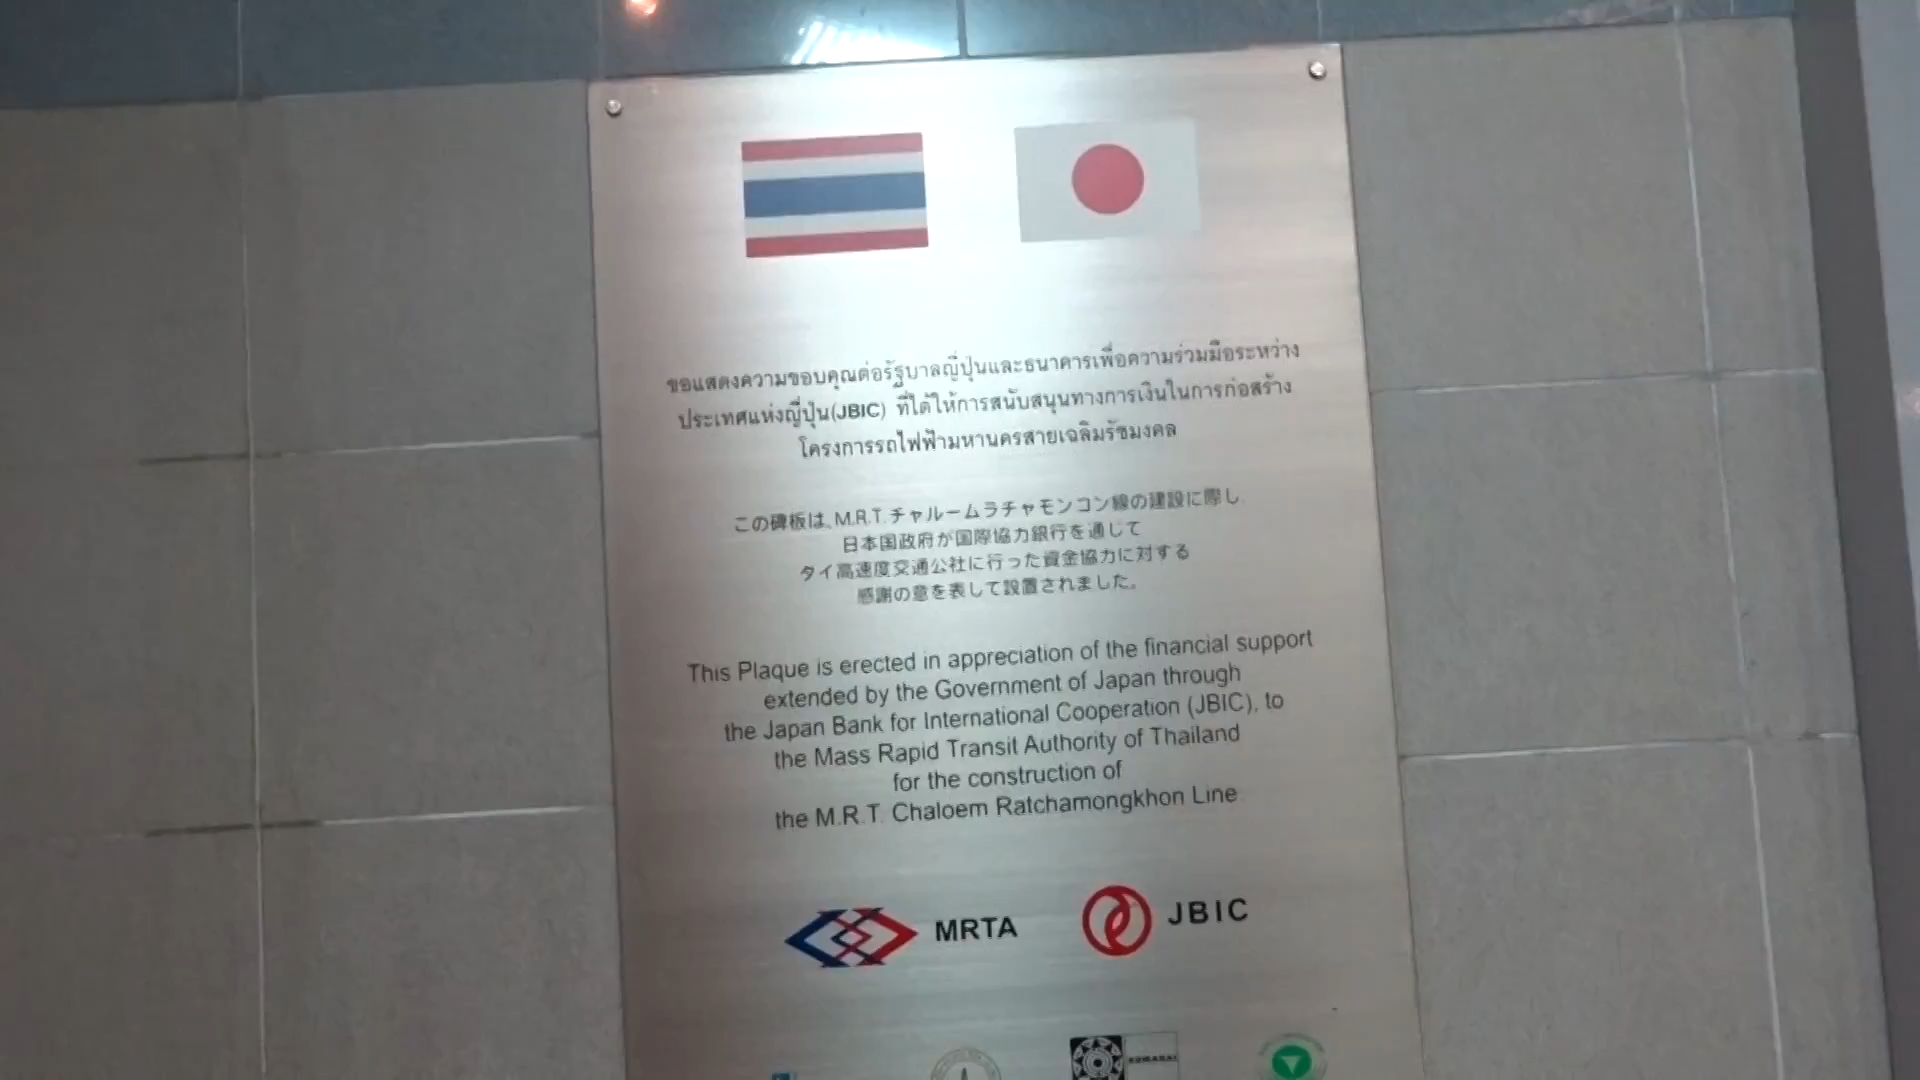 ขอแสดงความขอบคุณต่อรัฐบาลญี่ปุ่นและธนาคารเพื่อความร่วมมือระหว่าง
ประเทศแห่งญี่ปุ่น(JBIC) ที่ได้ให้การสนับสนุนทางการเงินในการก่อสร้าง
โครงการรถไฟฟ้ามหานครสายเฉลิมรัชมงคล
この碑板は、M.R.T.チャルームラチャモンコン線の建設に際し
日本国政府が国際協力銀行を通じて
タイ高速度交通公社に行った資金協力に対する
感謝の意を表して設置されました。
This Plaque is erected in appreciation of the financial support
extended by the Government of Japan through
the Japan Bank for International Cooperation (JBIC), to
the Mass Rapid Transit Authority of Thailand
for the construction of
the M.R.T. Chaloem Ratchamongkhon Line
MRTA JBIC